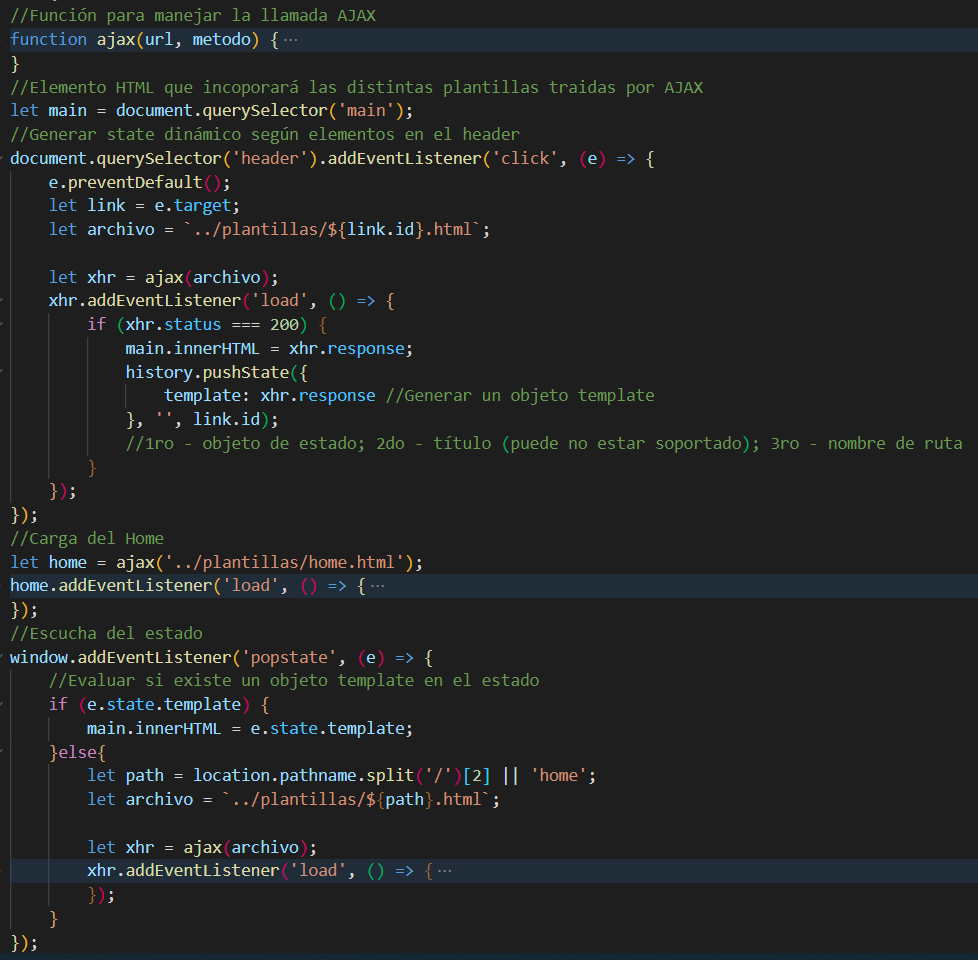 //Función para manejar la llamada AJAX
function ajax(url, metodo) {···
}
//Elemento HTML que incoporará las distintas plantillas traidas por AJAX
let main = document.querySelector('main');
//Generar state dinámico según elementos en el header
document.querySelector('header').addEventListener('click', (e) => {
    e.preventDefault();
    let link = e.target;
    let archivo = `../plantillas/${link.id}.html`;

    let xhr = ajax(archivo);
    xhr.addEventListener('load', () => {
        if (xhr.status === 200) {
            main.innerHTML = xhr.response;
            history.pushState({
                template: xhr.response //Generar un objeto template
            }, '', link.id);
            //1ro - objeto de estado; 2do - título (puede no estar soportado); 3ro - nombre de ruta
        }
    });
});
//Carga del Home
let home = ajax('../plantillas/home.html');
home.addEventListener('load', () => {···
});
//Escucha del estado
window.addEventListener('popstate', (e) => {
    //Evaluar si existe un objeto template en el estado
    if (e.state.template) {
        main.innerHTML = e.state.template;
    }else{
        let path = location.pathname.split('/')[2] || 'home';
        let archivo = `../plantillas/${path}.html`;

        let xhr = ajax(archivo);
        xhr.addEventListener('load', () => {···
        });
    }
});